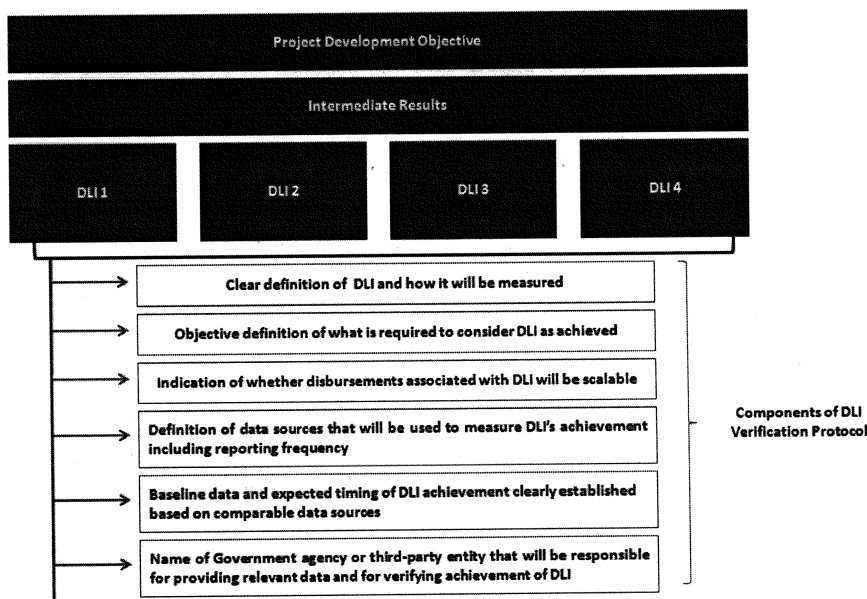 Project Development Objective
Intermediate Results
DLI 1
DLI 2
DLI 3
DLI 4
Clear definition of DLI and how it will be measured
Objective definition of what is required to consider DLI as achieved
Indication of whether disbursements associated with DLI will be scalable
Definition of data sources that will be used to measure DLI's achievement
including reporting frequency
Baseline data and expected timing of DLI achievement clearly established
based on comparable data sources
Name of Government agency or third-party entity that will be responsible
for providing relevant data and for verifying achievement of DLI
Components of DLI
Verification Protocol